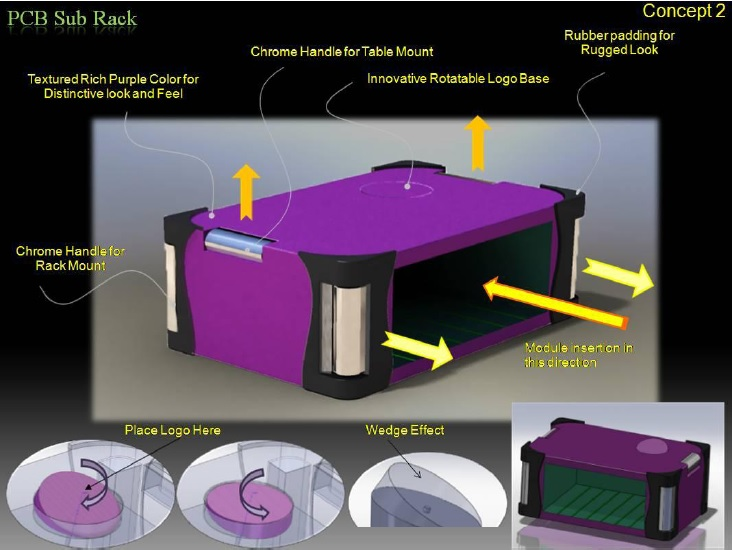 PCB Sub Rack
Concept 2
Rubber padding for
Rugged Look
Chrome Handle for Table Mount
Innovative Rotatable Logo Base
Textured Rich Purple Color for
Distinctive look and Feel
Chrome Handle for
Rack Mount
Module insertion in
this direction
Place Logo Here
Wedge Effect